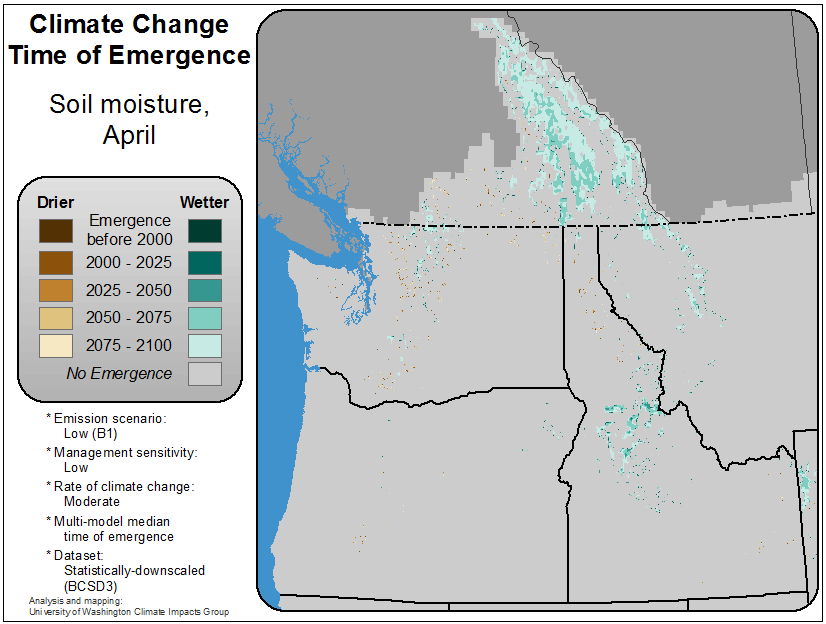 Climate Change
Time of Emergence
Soil moisture,
April
Drier
Wetter
Emergence
before 2000
2000 - 2025
2025 - 2050
2050 - 2075
2075 - 2100
No Emergence
* Emission scenario:
Low (B1)
* Management sensitivity:
Low
* Rate of climate change:
Moderate
* Multi-model median
time of emergence
* Dataset:
Statistically-downscaled
(BCSD3)
Analysis and mapping:
University of Washington Climate Impacts Group